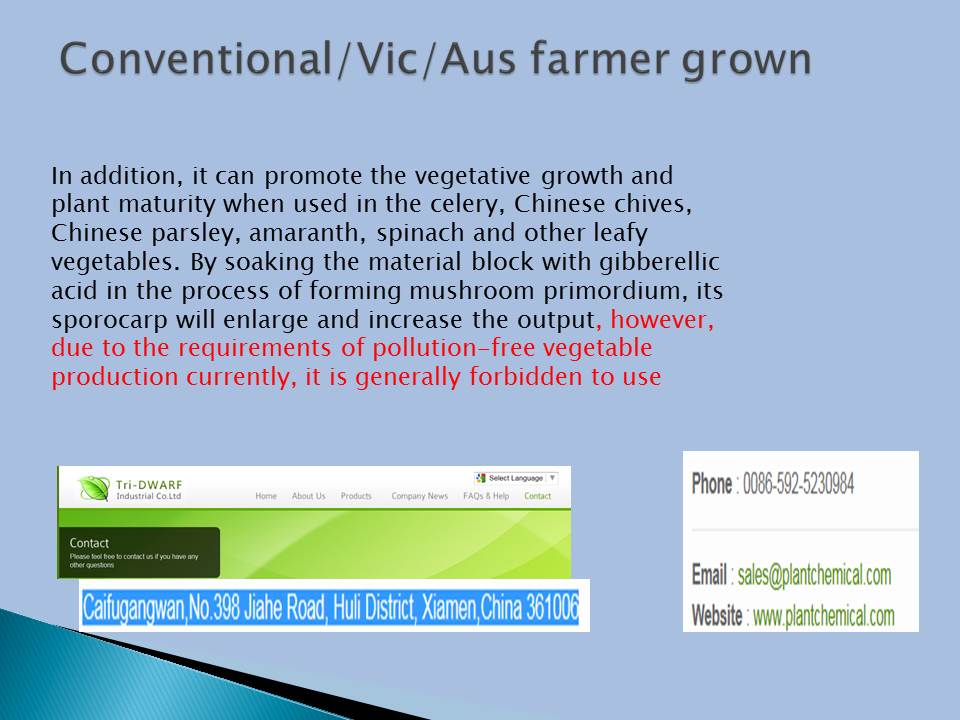 Conventional/Vic/Aus farmer grown
In addition, it can promote the vegetative growth and
plant maturity when used in the celery, Chinese chives,
Chinese parsley, amaranth, spinach and other leafy
vegetables. By soaking the material block with gibberellic
acid in the process of forming mushroom primordium, its
sporocarp will enlarge and increase the output, however,
due to the requirements of pollution-free vegetable
production currently, it is generally forbidden to use
Tri-DWARF
Industrial Co.Ltd
Select Language
Home About Us Products Company News FAQs & Help Contact
Contact
Please feel free to contact us if you have any
other questions
Caifugangwan,No.398 Jiahe Road, Huli District, Xiamen,China 361006
Phone : 0086-592-5230984
Email : sales@plantchemical.com
Website : www.plantchemical.com